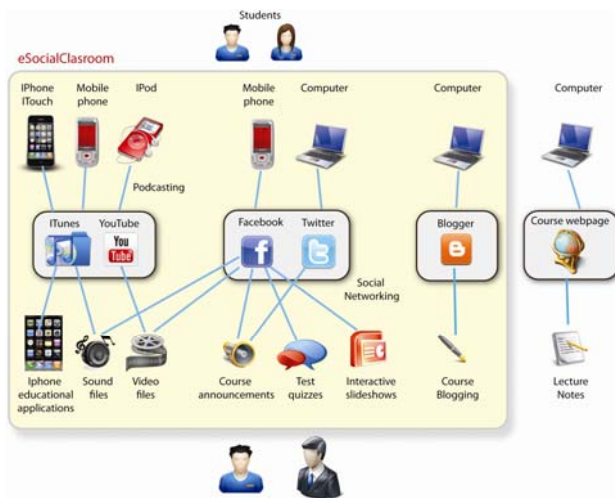 Students
eSocialClasroom
IPhone
ITouch
Mobile
phone
IPod
Mobile
phone
Computer
Computer
Computer
Podcasting
ITunes
YouTube
You
Tube
Facebook
Twitter
Blogger
Course webpage
Social
Networking
Iphone
educational
applications
Sound
files
Video
files
Course
announcements
Test
quizzes
Interactive
slideshows
Course
Blogging
Lecture
Notes